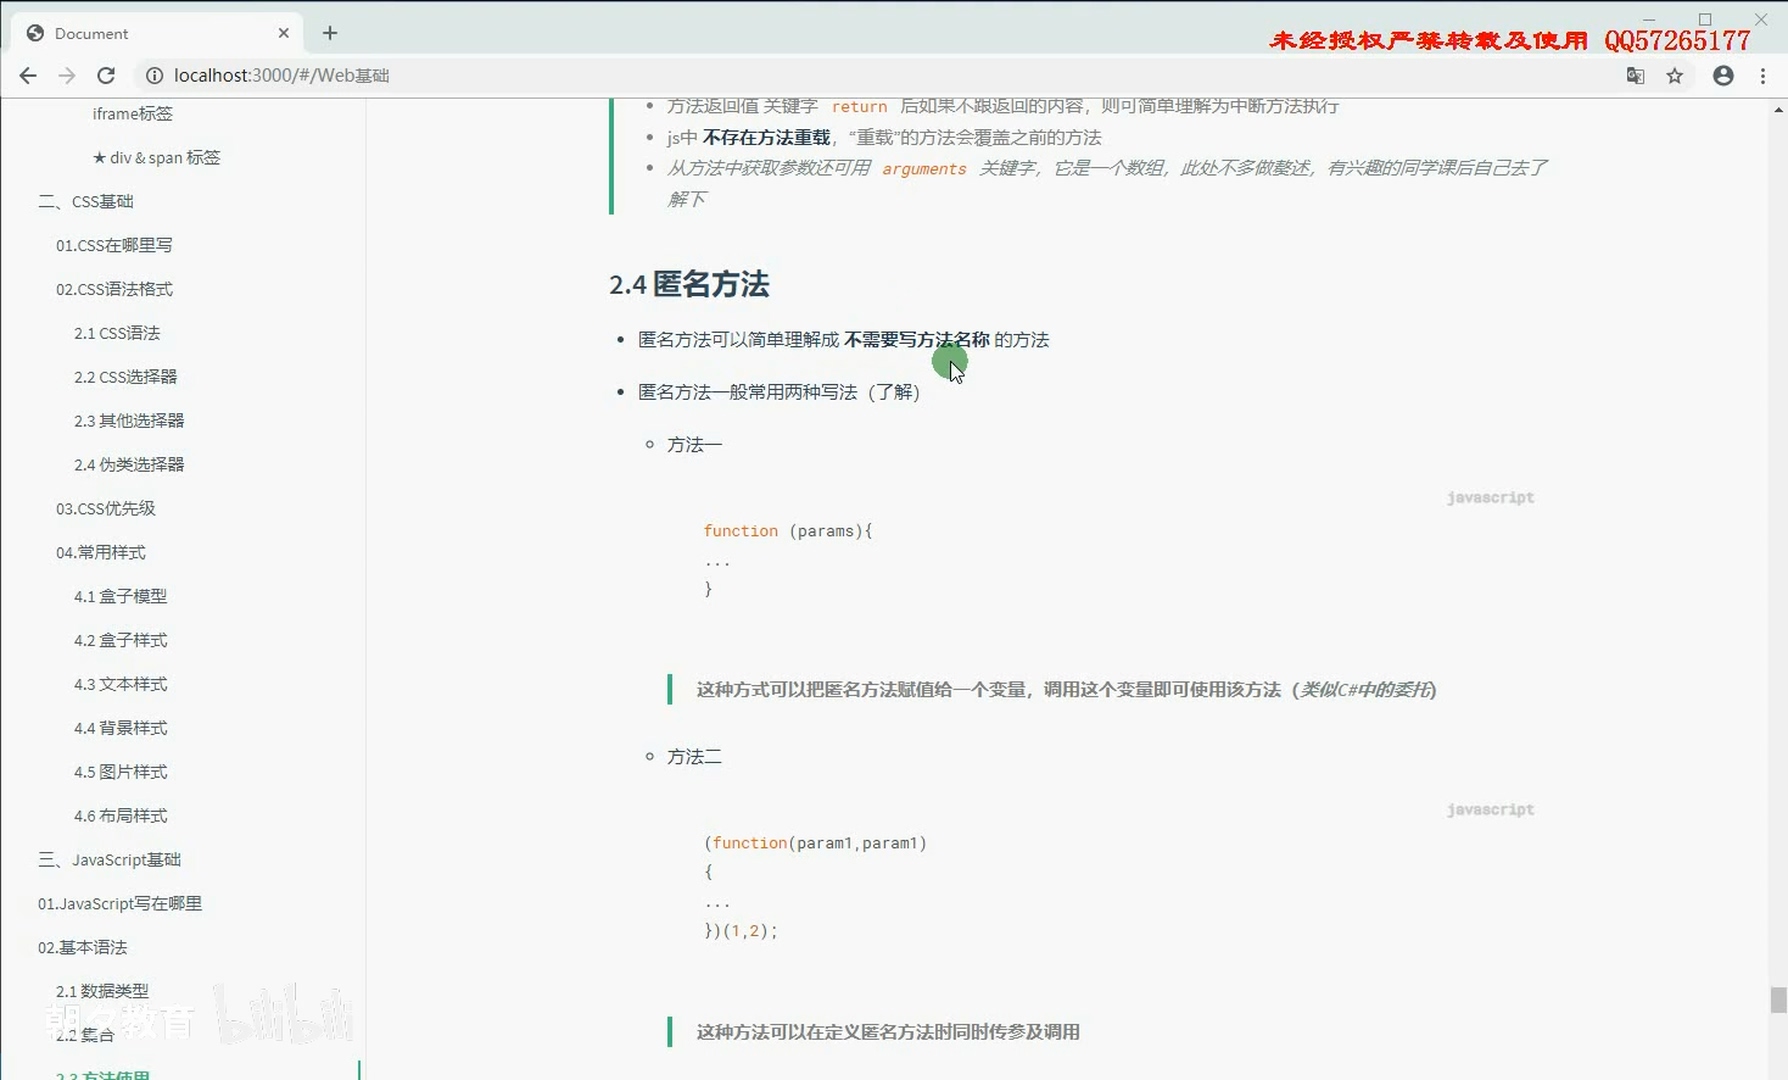 Document
未经授权严禁转载及使用 QQ57265177
localhost:3000/#/Web基础
iframe标签
★ div & span 标签
二、CSS基础
01.CSS在哪里写
02.CSS语法格式
2.1 CSS语法
2.2 CSS选择器
2.3 其他选择器
2.4 伪类选择器
03.CSS优先级
04.常用样式
4.1 盒子模型
4.2 盒子样式
4.3 文本样式
4.4 背景样式
4.5 图片样式
4.6 布局样式
三、JavaScript基础
01.JavaScript写在哪里
02.基本语法
2.1 数据类型
2.2 集合
2.3 方法使用
朝夕教育 bilibili
方法返回值 关键字 return 后如果不跟返回的内容，则可简单理解为中断方法执行
js中 不存在方法重载，“重载”的方法会覆盖之前的方法
从方法中获取参数还可用 arguments 关键字，它是一个数组，此处不多做嫯述，有兴趣的同学课后自己去了
解下
2.4 匿名方法
匿名方法可以简单理解成 不需要写方法名称 的方法
匿名方法一般常用两种写法（了解）
方法一
javascript
function (params){
...
}
这种方式可以把匿名方法赋值给一个变量，调用这个变量即可使用该方法（类似C#中的委托)
方法二
javascript
(function(param1,param1)
{
...
})(1,2);
这种方法可以在定义匿名方法时同时传参及调用